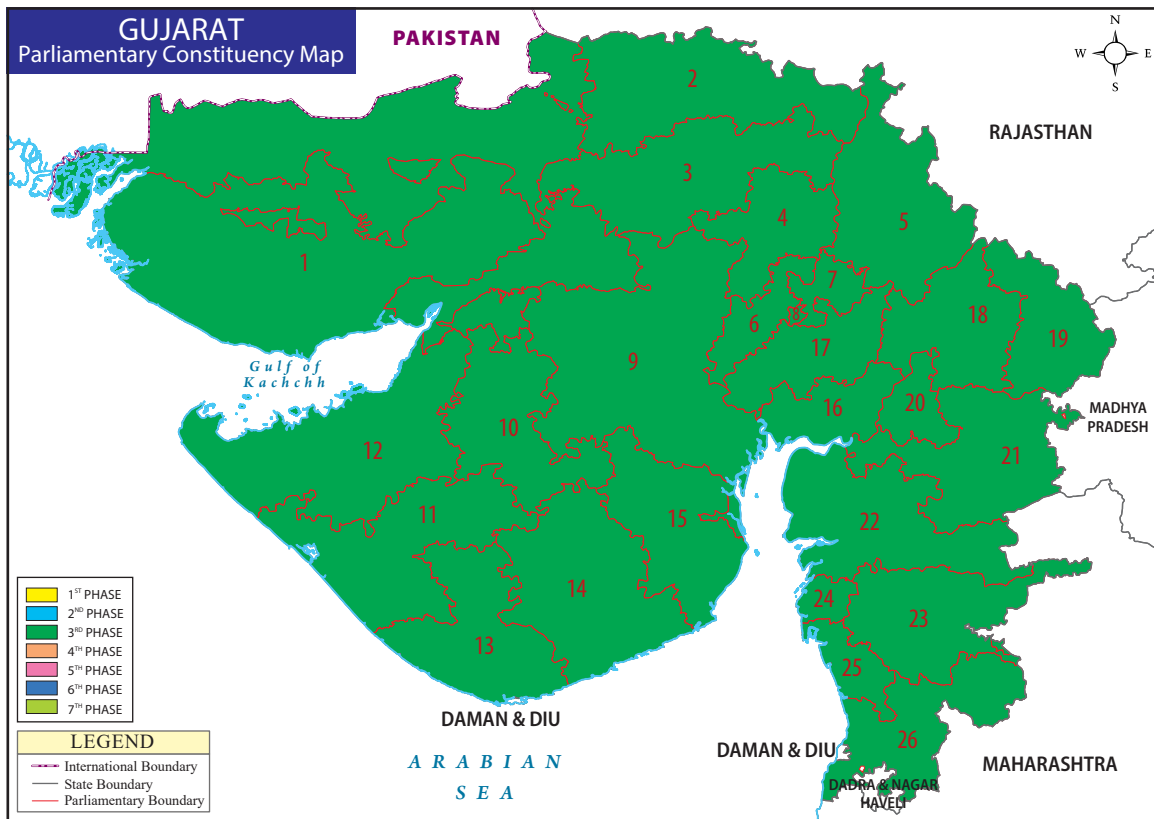 GUJARAT
Parliamentary Constituency Map
PAKISTAN
N
W E
S
RAJASTHAN
2
3
4
5
1
7
6
8
9
17
18
19
Gulf of
Kachchh
10
16
20
MADHYA
PRADESH
12
21
11
15
22
14
24
23
13
25
26
1ST PHASE
2ND PHASE
3RD PHASE
4TH PHASE
5TH PHASE
6TH PHASE
7TH PHASE
LEGEND
International Boundary
State Boundary
Parliamentary Boundary
DAMAN & DIU
ARABIAN
SEA
DAMAN & DIU
MAHARASHTRA
DADRA & NAGAR
HAVELI